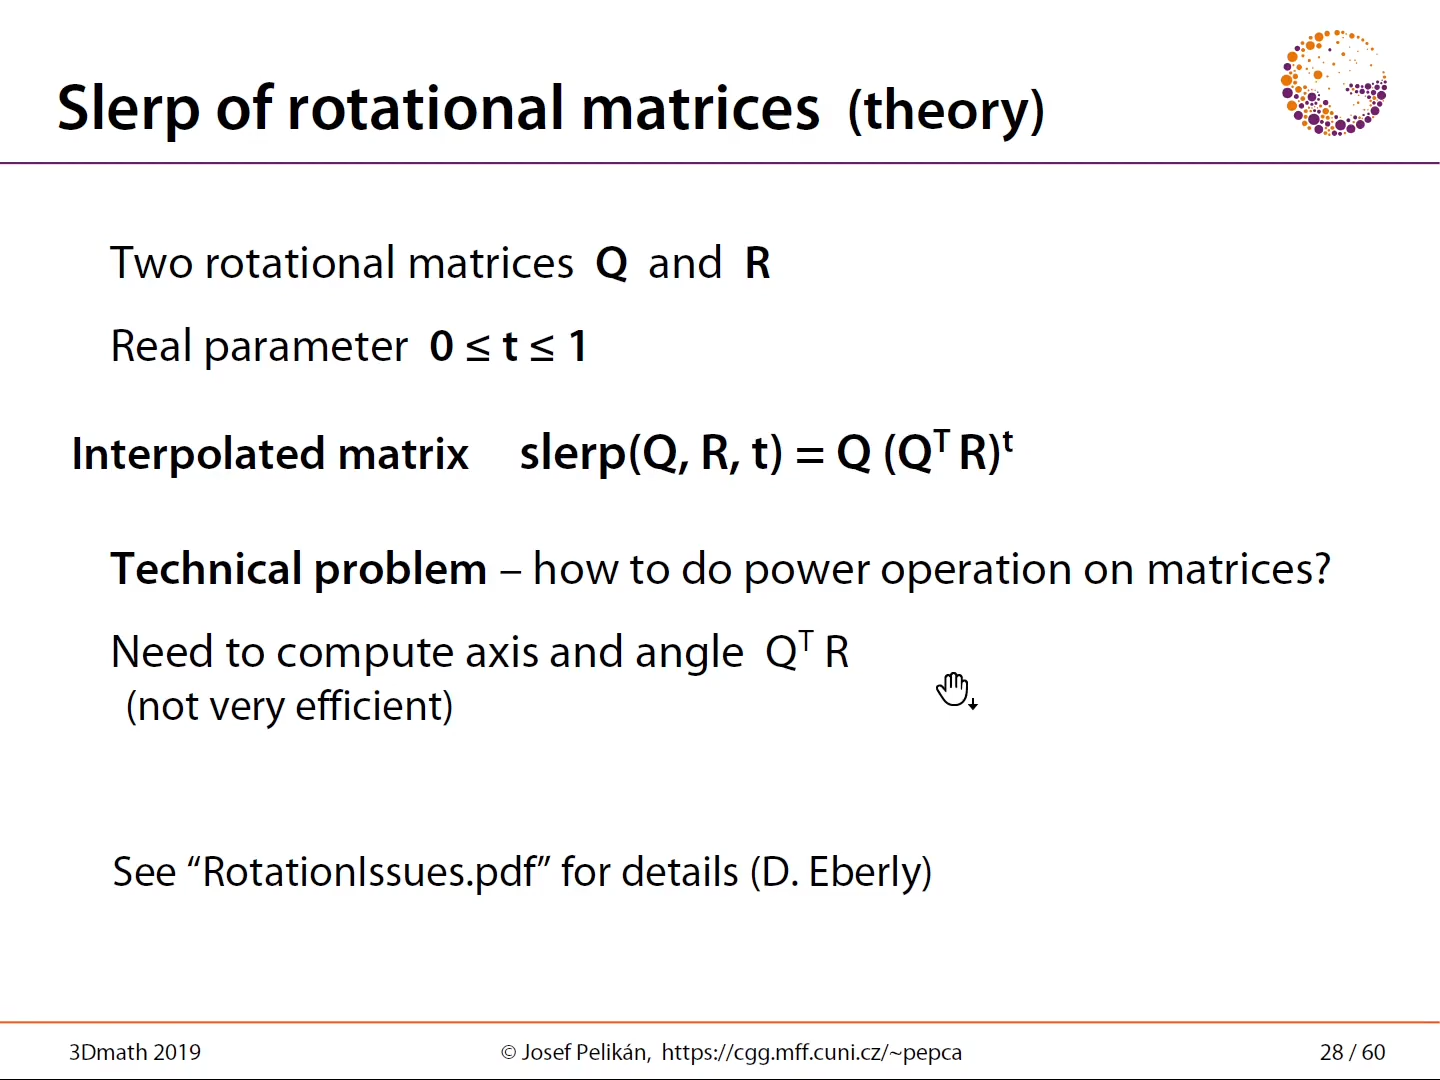 Slerp of rotational matrices (theory)
Two rotational matrices Q and R
Real parameter 0 ≤ t ≤ 1
Interpolated matrix slerp(Q, R, t) = Q (Qᵀ R)ᵗ
Technical problem – how to do power operation on matrices?
Need to compute axis and angle Qᵀ R
(not very efficient)
See “RotationIssues.pdf” for details (D. Eberly)
3Dmath 2019 © Josef Pelikán, https://cgg.mff.cuni.cz/~pepca 28 / 60